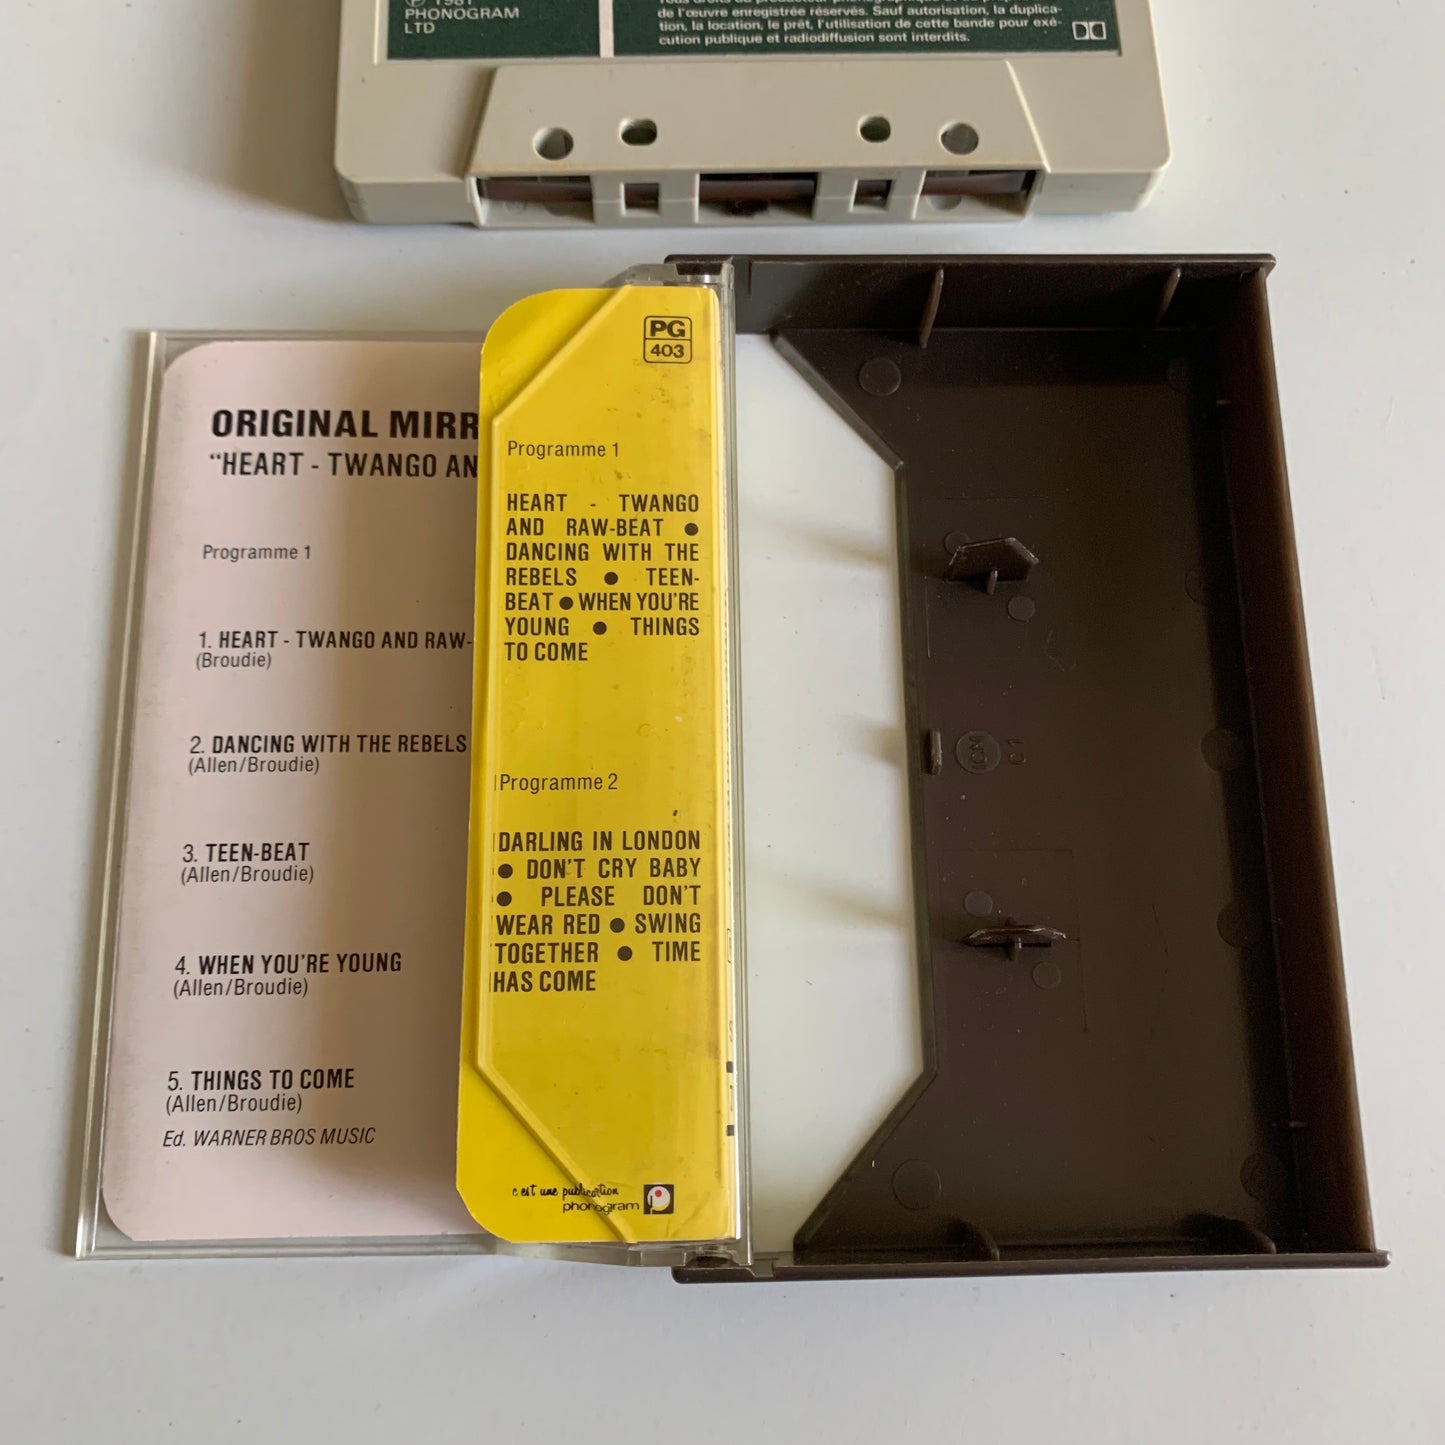 ℗ 1981
PHONOGRAM
LTD
de l'œuvre enregistrée réservés. Sauf autorisation, la duplica-
tion, la location, le prêt, l'utilisation de cette bande pour exé-
cution publique et radiodiffusion sont interdits.
ORIGINAL MIRR
“HEART - TWANGO AN
Programme 1
1. HEART - TWANGO AND RAW-
(Broudie)
2. DANCING WITH THE REBELS
(Allen/Broudie)
3. TEEN-BEAT
(Allen/Broudie)
4. WHEN YOU'RE YOUNG
(Allen/Broudie)
5. THINGS TO COME
(Allen/Broudie)
Ed. WARNER BROS MUSIC
PG
403
Programme 1
HEART - TWANGO
AND RAW-BEAT ●
DANCING WITH THE
REBELS ● TEEN-
BEAT ● WHEN YOU'RE
YOUNG ● THINGS
TO COME
Programme 2
DARLING IN LONDON
● DON'T CRY BABY
● PLEASE DON'T
WEAR RED ● SWING
TOGETHER ● TIME
HAS COME
c'est une publication
phonogram
ICM
C1